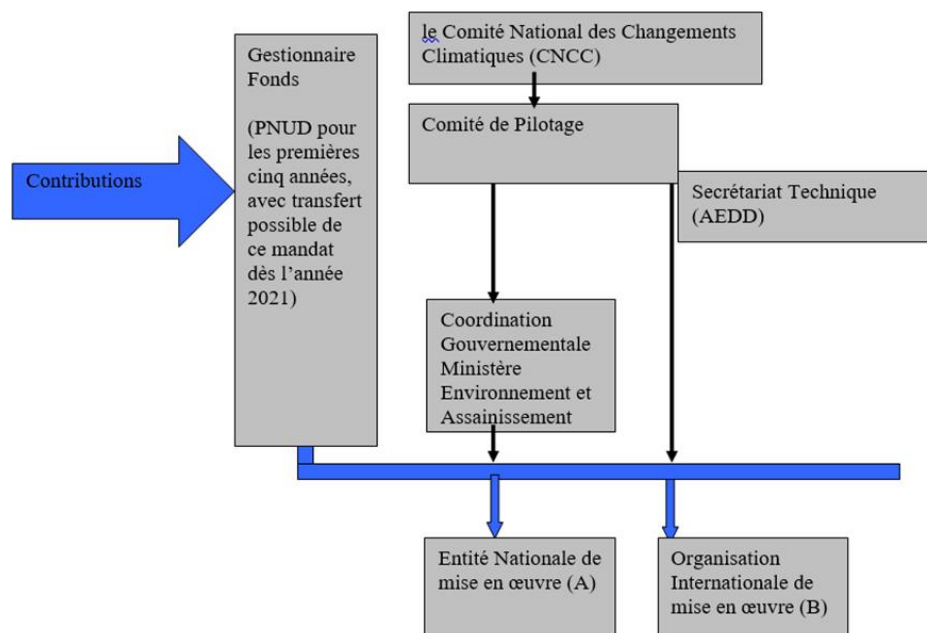 Contributions
Gestionnaire
Fonds
(PNUD pour
les premières
cinq années,
avec transfert
possible de
ce mandat
dès l’année
2021)
le Comité National des Changements
Climatiques (CNCC)
Comité de Pilotage
Secrétariat Technique
(AEDD)
Coordination
Gouvernementale
Ministère
Environnement et
Assainissement
Entité Nationale de
mise en œuvre (A)
Organisation
Internationale de
mise en œuvre (B)